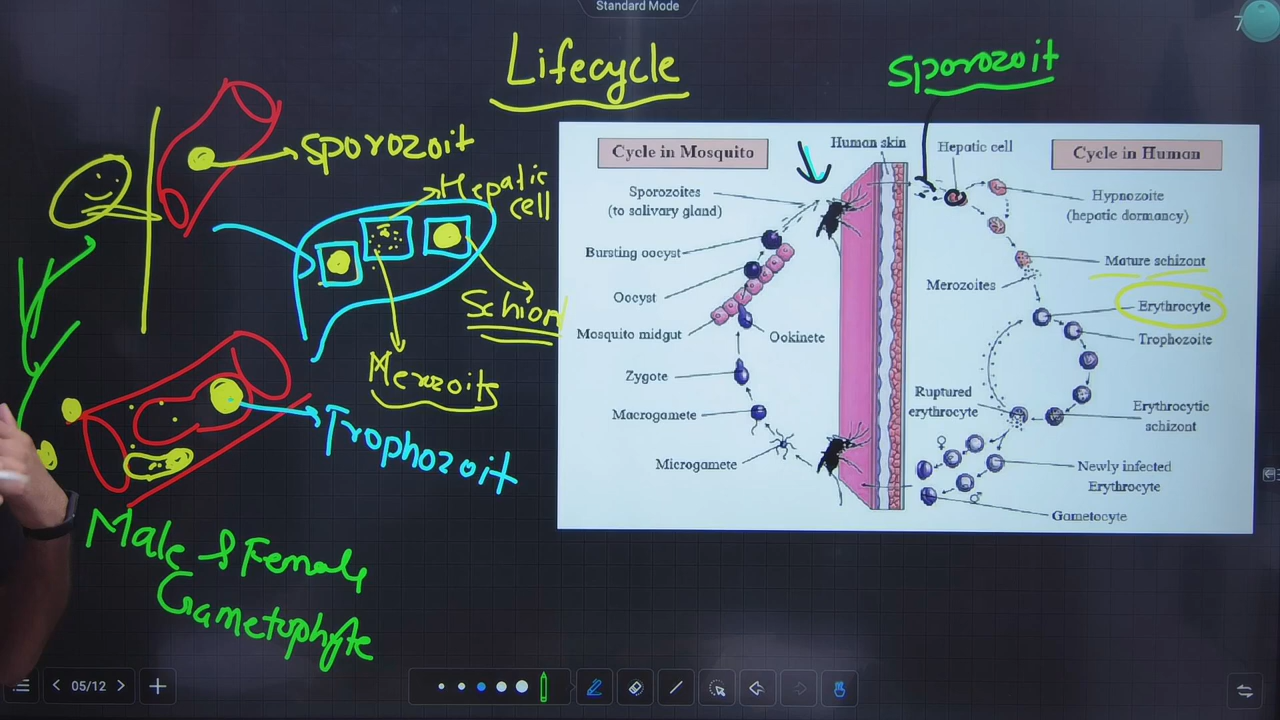 Standard Mode
Lifecycle
Sporozoit
Sporozoit
Hepatic
cell
Schion
Merozoits
Trophozoit
Male & Female
Gametophyte
Cycle in Mosquito
Human skin
Hepatic cell
Cycle in Human
Sporozoites
(to salivary gland)
Hypnozoite
(hepatic dormancy)
Bursting oocyst
Mature schizont
Merozoites
Oocyst
Erythrocyte
Mosquito midgut
Ookinete
Trophozoite
Zygote
Ruptured
erythrocyte
Macrogamete
Erythrocytic
schizont
Microgamete
♀
Newly infected
Erythrocyte
♂
Gametocyte
05/12